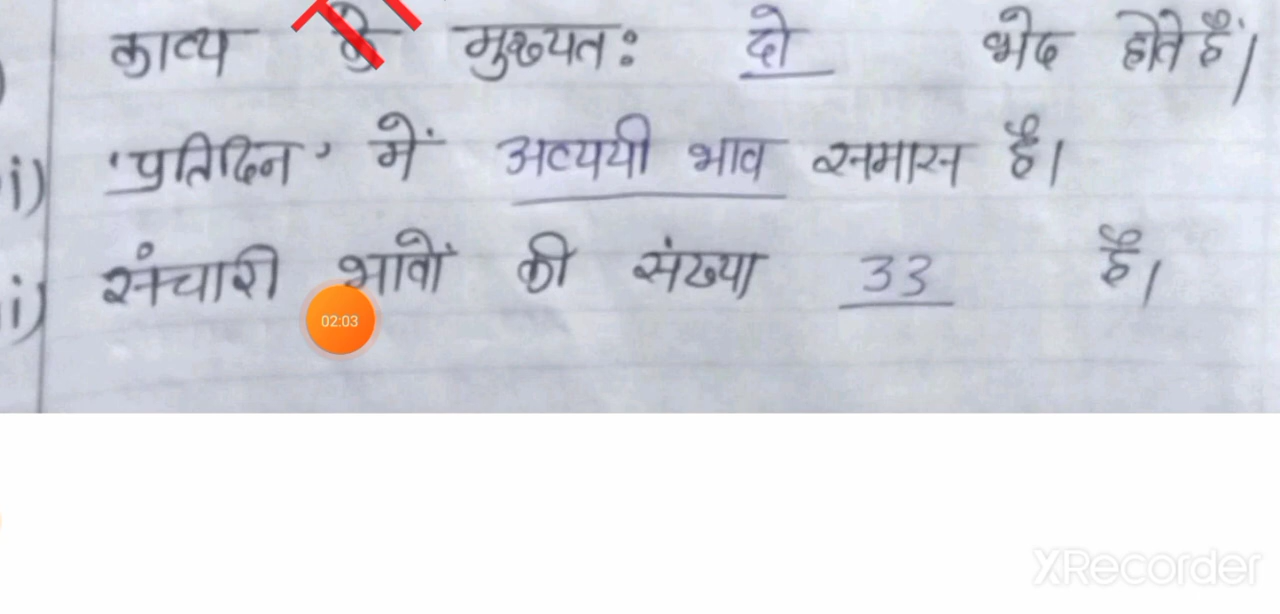 काव्य के मुख्यतः दो भेद होते हैं।
i) 'प्रतिदिन' में अव्ययी भाव समास है।
i) संचारी भावों की संख्या 33 है।
02:03
XRecorder